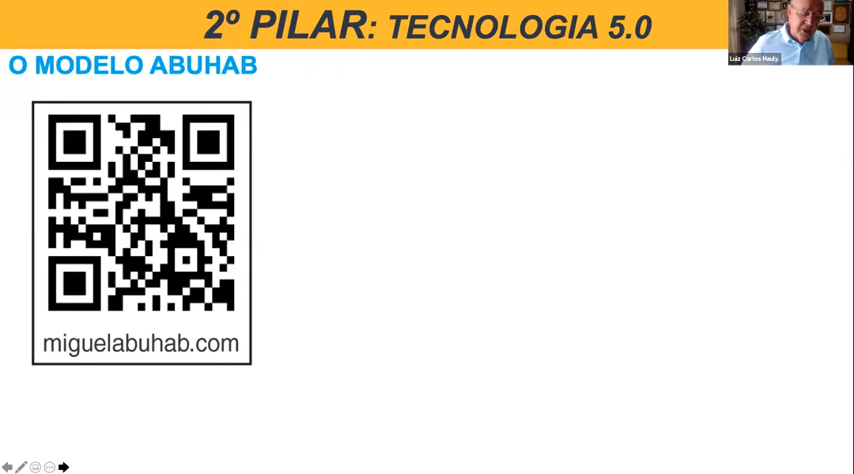 2º PILAR: TECNOLOGIA 5.0
Luiz Carlos Hauly
O MODELO ABUHAB
miguelabuhab.com